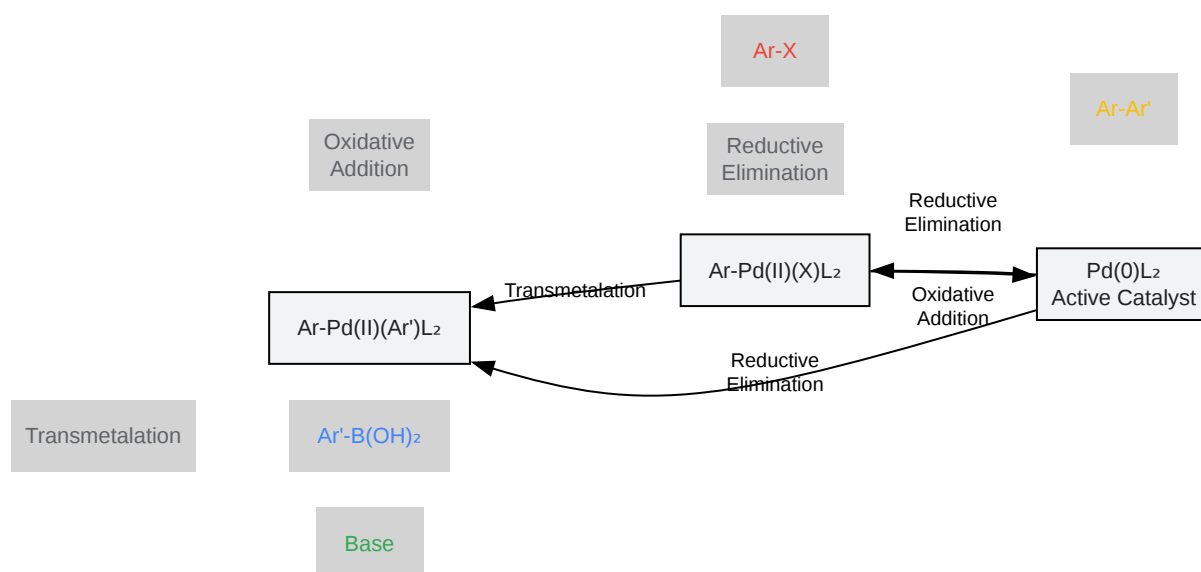 Ar-X
Ar-Ar'
Oxidative
Addition
Reductive
Elimination
Reductive
Elimination
Ar-Pd(II)(X)L₂
Pd(0)L₂
Active Catalyst
Transmetalation
Oxidative
Addition
Ar-Pd(II)(Ar')L₂
Reductive
Elimination
Transmetalation
Ar'-B(OH)₂
Base